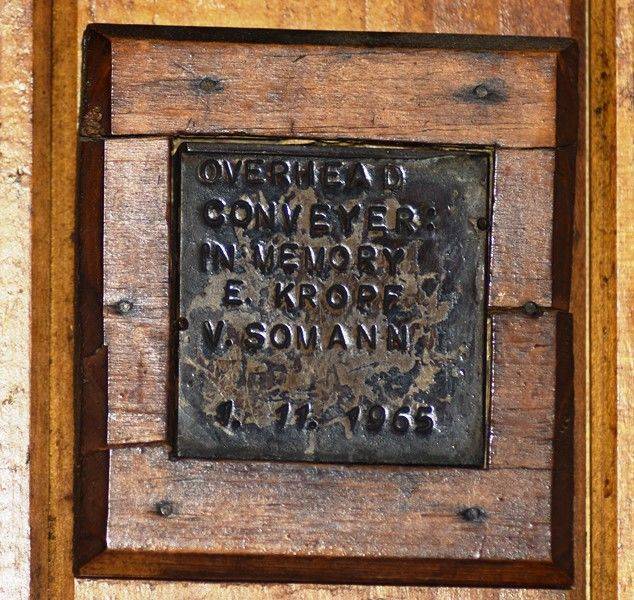 OVERHEAD
CONVEYER:
IN MEMORY
E. KROPF
V. SOMANN
1. 11. 1965